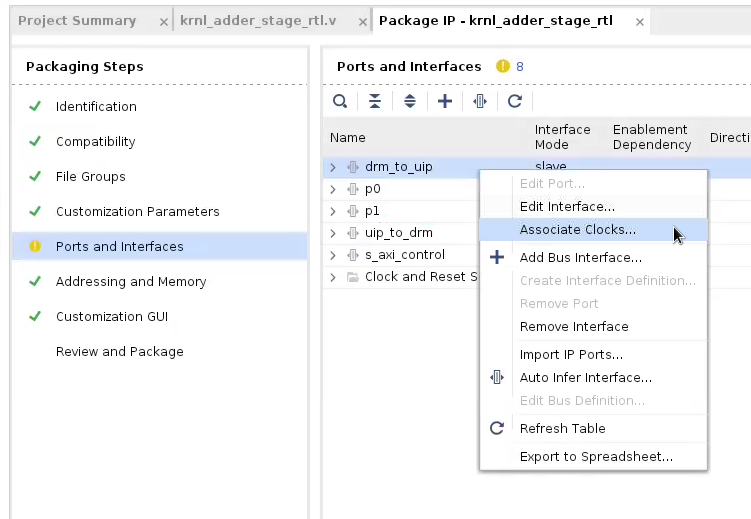 Project Summary
krnl_adder_stage_rtl.v
Package IP - krnl_adder_stage_rtl
Packaging Steps
Identification
Compatibility
File Groups
Customization Parameters
Ports and Interfaces
Addressing and Memory
Customization GUI
Review and Package
Ports and Interfaces 8
Name
Interface
Mode
Enablement
Dependency
Directi
drm_to_uip
slave
p0
p1
uip_to_drm
s_axi_control
Clock and Reset S
Edit Port...
Edit Interface...
Associate Clocks...
Add Bus Interface...
Create Interface Definition...
Remove Port
Remove Interface
Import IP Ports...
Auto Infer Interface...
Edit Bus Definition...
Refresh Table
Export to Spreadsheet...